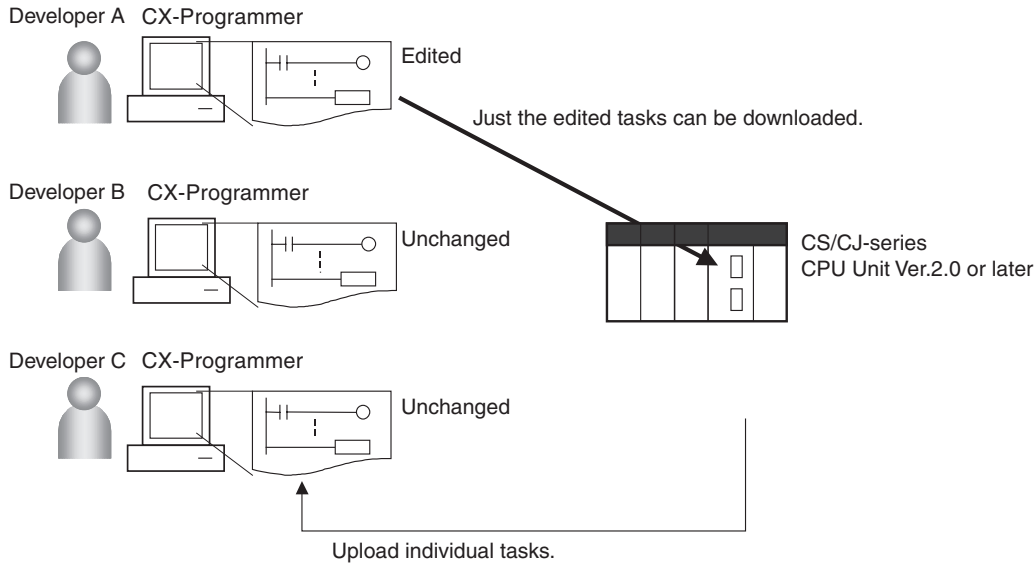 Developer A CX-Programmer
Edited
Just the edited tasks can be downloaded.
Developer B CX-Programmer
Unchanged
CS/CJ-series
CPU Unit Ver.2.0 or later
Developer C CX-Programmer
Unchanged
Upload individual tasks.